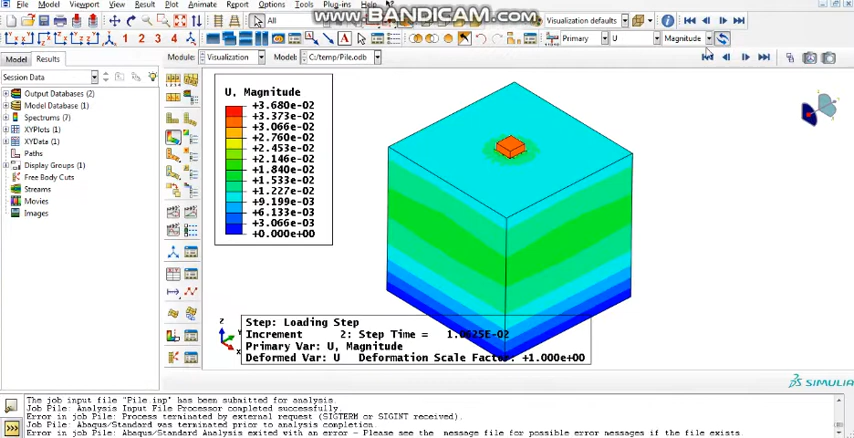 File Model Viewport View Result Plot Animate Report Options Tools Plug-ins Help
www.BANDICAM.com
All
Visualization defaults
1 2 3 4
A
Primary
U
Magnitude
Model Results
Module: Visualization Model: C:/temp/Pile.odb
Session Data
Output Databases (2)
Model Database (1)
Spectrums (7)
XYPlots (1)
XYData (1)
Paths
Display Groups (1)
Free Body Cuts
Streams
Movies
Images
U, Magnitude
+3.680e-02
+3.373e-02
+3.066e-02
+2.760e-02
+2.453e-02
+2.146e-02
+1.840e-02
+1.533e-02
+1.227e-02
+9.199e-03
+6.133e-03
+3.066e-03
+0.000e+00
Z
X
Step: Loading Step
Increment 2: Step Time =
Primary Var: U, Magnitude
Deformed Var: U Deformation Scale Factor: +1.000e+00
SIMULIA
The job input file "Pile inp" has been submitted for analysis.
Job Pile: Analysis Input File Processor completed successfully.
Error in job Pile: Process terminated by external request (SIGTERM or SIGINT received).
Job Pile: Abaqus/Standard was terminated prior to analysis completion
Error in job Pile: Abaqus/Standard Analysis exited with an error - Please see the message file for possible error messages if the file exists
>>>